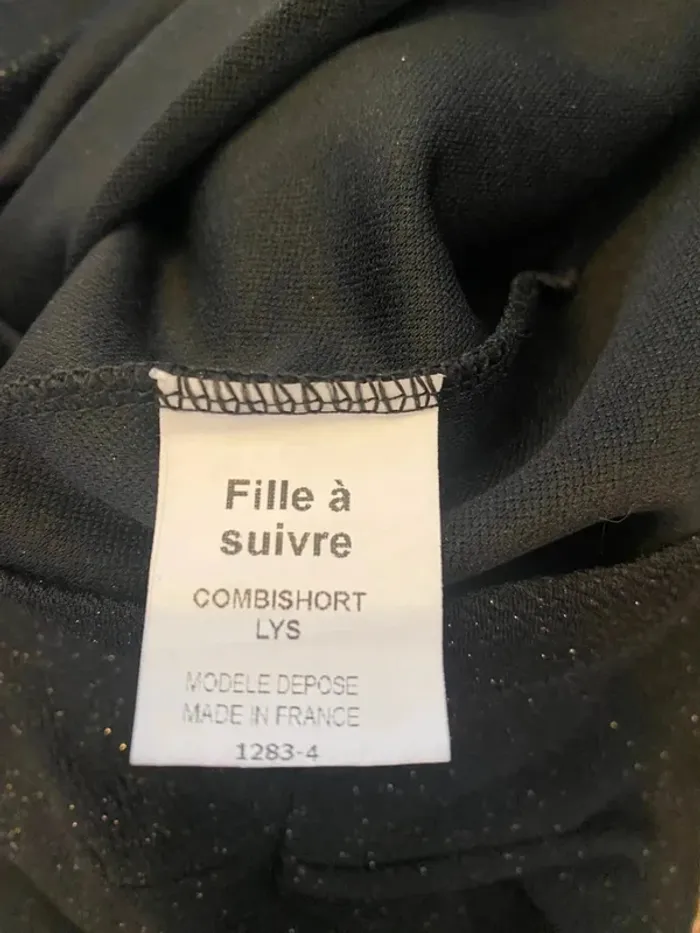 Fille à
suivre
COMBISHORT
LYS
MODELE DEPOSE
MADE IN FRANCE
1283-4